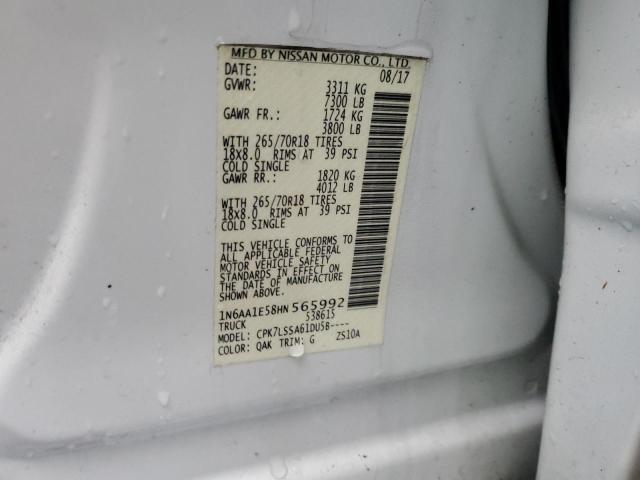 MFD BY NISSAN MOTOR CO., LTD.
DATE: 08/17
GVWR: 3311 KG
7300 LB
GAWR FR.: 1724 KG
3800 LB
WITH 265/70R18 TIRES
18x8.0 RIMS AT 39 PSI
COLD SINGLE
GAWR RR.: 1820 KG
4012 LB
WITH 265/70R18 TIRES
18x8.0 RIMS AT 39 PSI
COLD SINGLE
THIS VEHICLE CONFORMS TO
ALL APPLICABLE FEDERAL
MOTOR VEHICLE SAFETY
STANDARDS IN EFFECT ON
THE DATE OF MANUFACTURE
SHOWN ABOVE.
1N6AA1E58HN 565992
TRUCK 538615
MODEL: CPK7LSSA61DU5B----
COLOR: QAK TRIM: G ZS10A